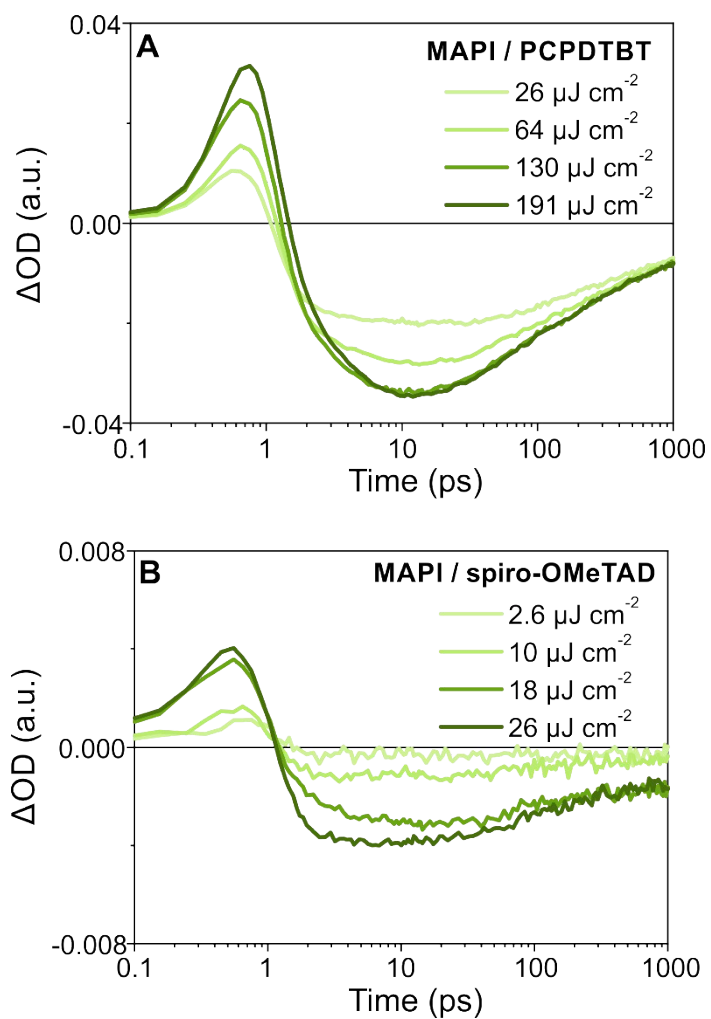 A
MAPI / PCPDTBT
26 µJ cm⁻²
64 µJ cm⁻²
130 µJ cm⁻²
191 µJ cm⁻²
0.04
0.00
-0.04
ΔOD (a.u.)
0.1 1 10 100 1000
Time (ps)
B
MAPI / spiro-OMeTAD
2.6 µJ cm⁻²
10 µJ cm⁻²
18 µJ cm⁻²
26 µJ cm⁻²
0.008
0.000
-0.008
ΔOD (a.u.)
0.1 1 10 100 1000
Time (ps)